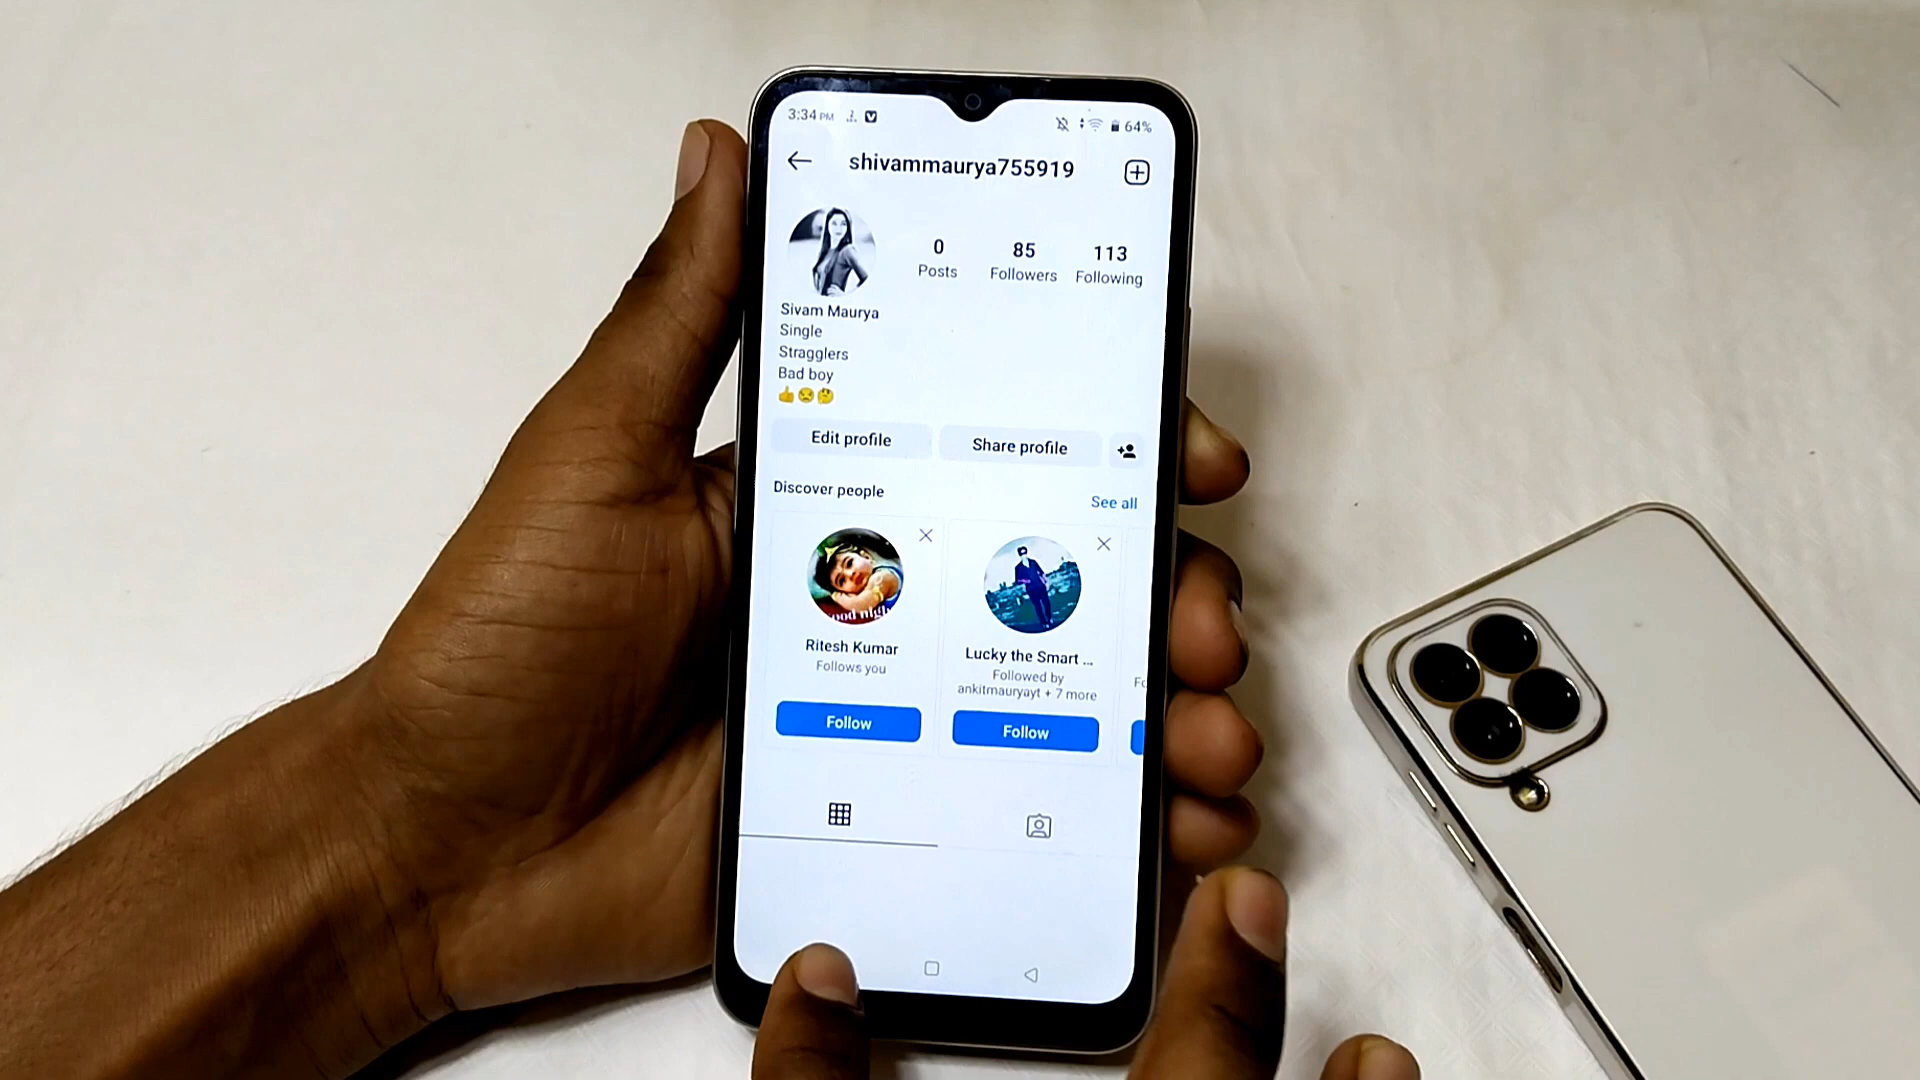 3:34 PM
64%
shivammaurya755919
0
Posts
85
Followers
113
Following
Sivam Maurya
Single
Stragglers
Bad boy
👍😣🤔
Edit profile
Share profile
Discover people
See all
Ritesh Kumar
Follows you
Follow
Lucky the Smart ...
Followed by
ankitmauryayt + 7 more
Follow